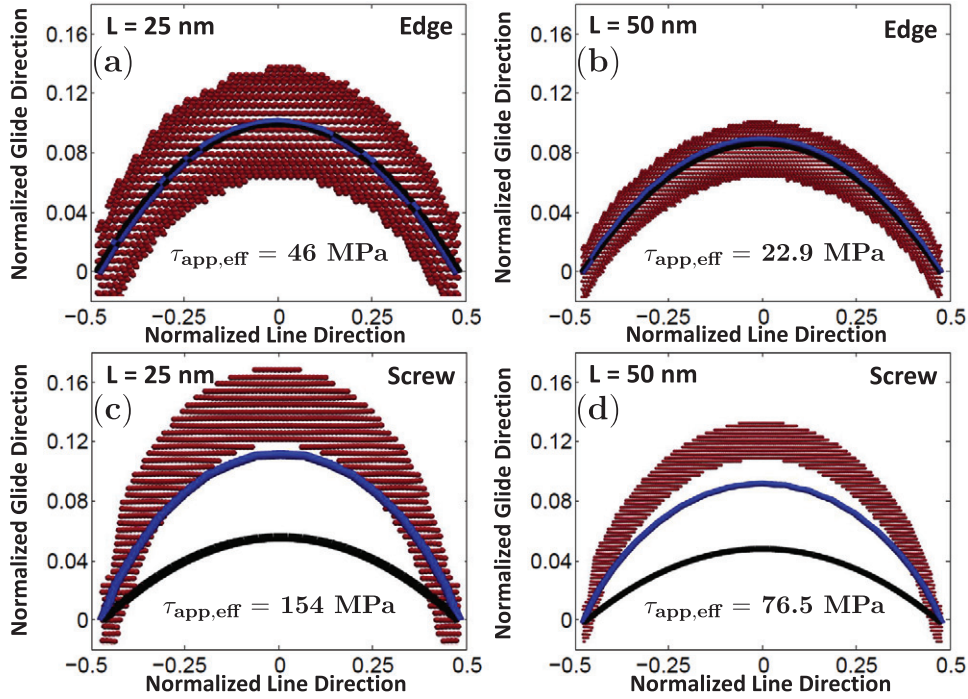 L = 25 nm
Edge
(a)
0.16
0.12
0.08
0.04
0
τapp,eff = 46 MPa
−0.5
−0.25
0
0.25
0.5
Normalized Line Direction
Normalized Glide Direction
L = 50 nm
Edge
(b)
0.16
0.12
0.08
0.04
0
τapp,eff = 22.9 MPa
−0.5
−0.25
0
0.25
0.5
Normalized Line Direction
Normalized Glide Direction
L = 25 nm
Screw
(c)
0.16
0.12
0.08
0.04
0
τapp,eff = 154 MPa
−0.5
−0.25
0
0.25
0.5
Normalized Line Direction
Normalized Glide Direction
L = 50 nm
Screw
(d)
0.16
0.12
0.08
0.04
0
τapp,eff = 76.5 MPa
−0.5
−0.25
0
0.25
0.5
Normalized Line Direction
Normalized Glide Direction